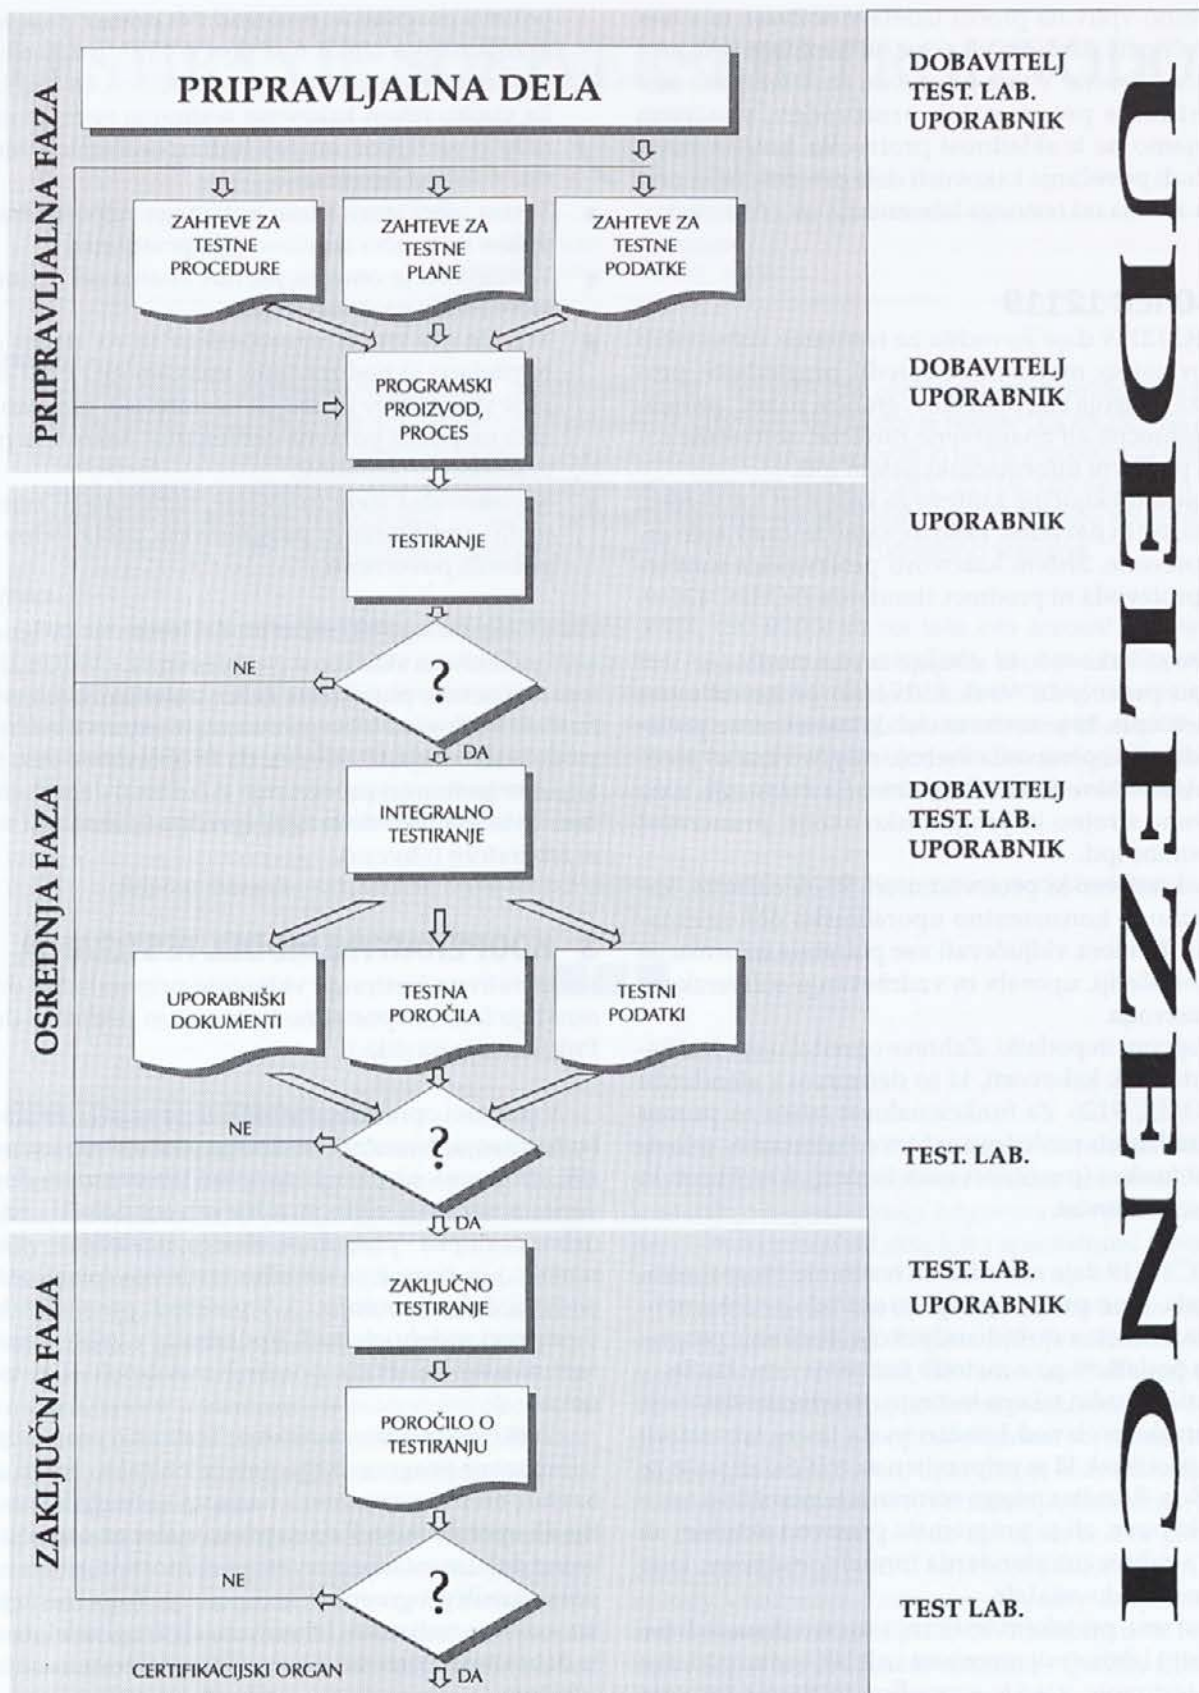 PRIPRAVLJALNA FAZA
PRIPRAVLJALNA DELA
DOBAVITELJ
TEST. LAB.
UPORABNIK
ZAHTEVE ZA
TESTNE
PROCEDURE
ZAHTEVE ZA
TESTNE
PLANE
ZAHTEVE ZA
TESTNE
PODATKE
PROGRAMSKI
PROIZVOD,
PROCES
DOBAVITELJ
UPORABNIK
OSREDNJA FAZA
TESTIRANJE
UPORABNIK
NE
?
DA
INTEGRALNO
TESTIRANJE
DOBAVITELJ
TEST. LAB.
UPORABNIK
UPORABNIŠKI
DOKUMENTI
TESTNA
POROČILA
TESTNI
PODATKI
NE
?
TEST. LAB.
DA
ZAKLJUČNA FAZA
ZAKLJUČNO
TESTIRANJE
TEST. LAB.
UPORABNIK
POROČILO O
TESTIRANJU
NE
?
TEST LAB.
CERTIFIKACIJSKI ORGAN
DA
ICONŽENIRICUDI